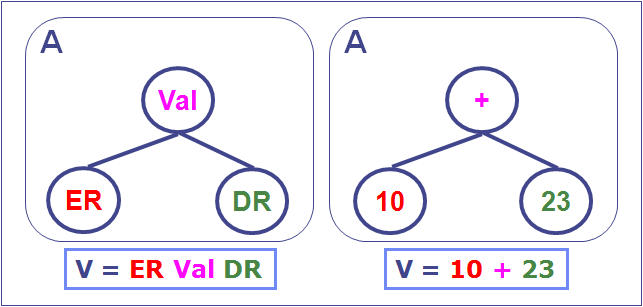 A
Val
ER DR
V = ER Val DR
A
+
10 23
V = 10 + 23